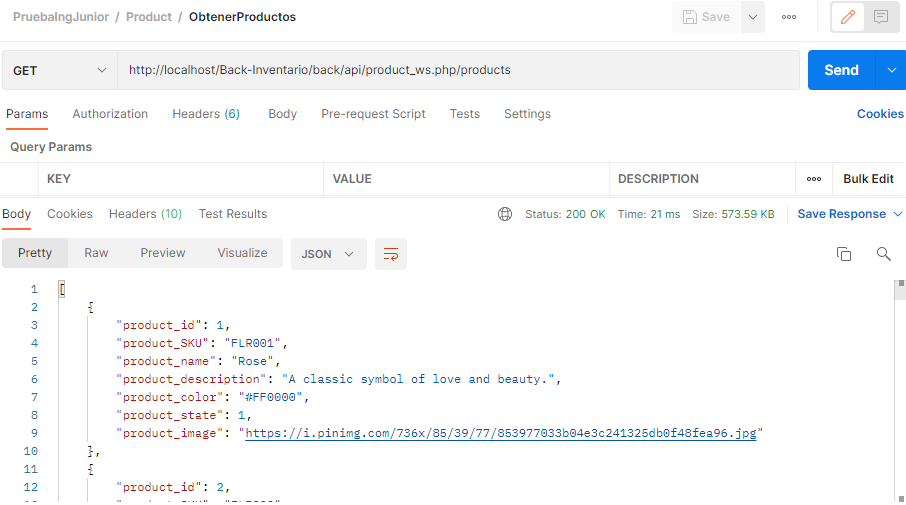 PruebaIngJunior / Product / ObtenerProductos Save
GET http://localhost/Back-Inventario/back/api/product_ws.php/products Send
Params Authorization Headers (6) Body Pre-request Script Tests Settings Cookies
Query Params
KEY VALUE DESCRIPTION Bulk Edit
Body Cookies Headers (10) Test Results Status: 200 OK Time: 21 ms Size: 573.59 KB Save Response
Pretty Raw Preview Visualize JSON
1 [
2 {
3 "product_id": 1,
4 "product_SKU": "FLR001",
5 "product_name": "Rose",
6 "product_description": "A classic symbol of love and beauty.",
7 "product_color": "#FF0000",
8 "product_state": 1,
9 "product_image": "https://i.pinimg.com/736x/85/39/77/853977033b04e3c241325db0f48fea96.jpg"
10 },
11 {
12 "product_id": 2,